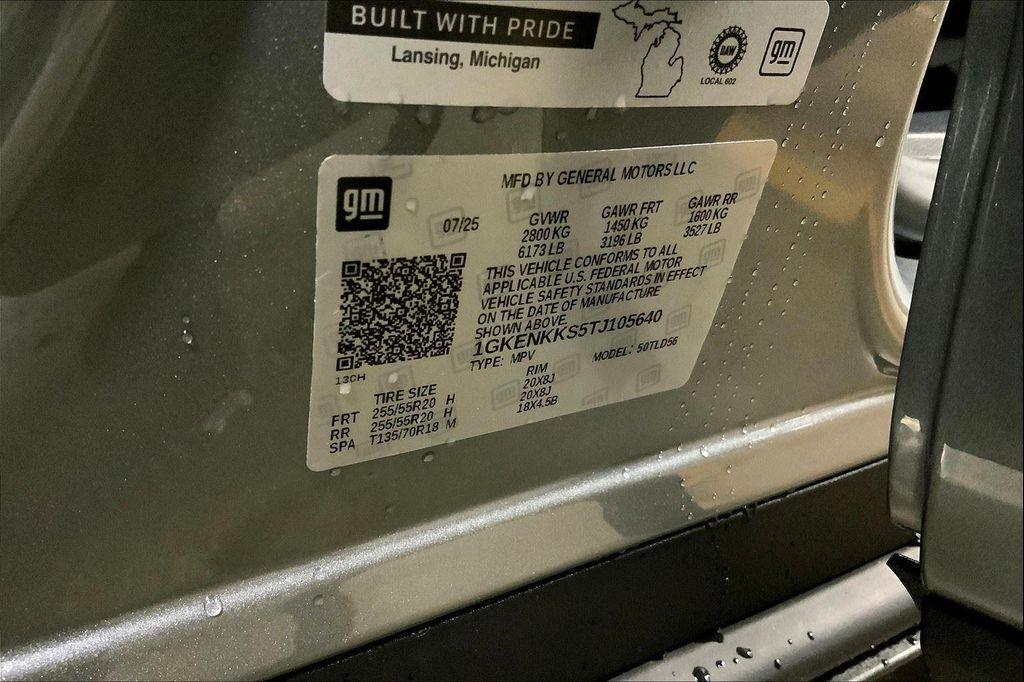 BUILT WITH PRIDE
Lansing, Michigan
UAW
LOCAL 602
gm
gm
MFD BY GENERAL MOTORS LLC
07/25
GVWR GAWR FRT GAWR RR
2800 KG 1450 KG 1600 KG
6173 LB 3196 LB 3527 LB
THIS VEHICLE CONFORMS TO ALL
APPLICABLE U.S. FEDERAL MOTOR
VEHICLE SAFETY STANDARDS IN EFFECT
ON THE DATE OF MANUFACTURE
SHOWN ABOVE.
1GKENKKS5TJ105640
TYPE: MPV MODEL: 50TLD56
13CH
TIRE SIZE RIM
FRT 255/55R20 H 20X8J
RR 255/55R20 H 20X8J
SPA T135/70R18 M 18X4.5B